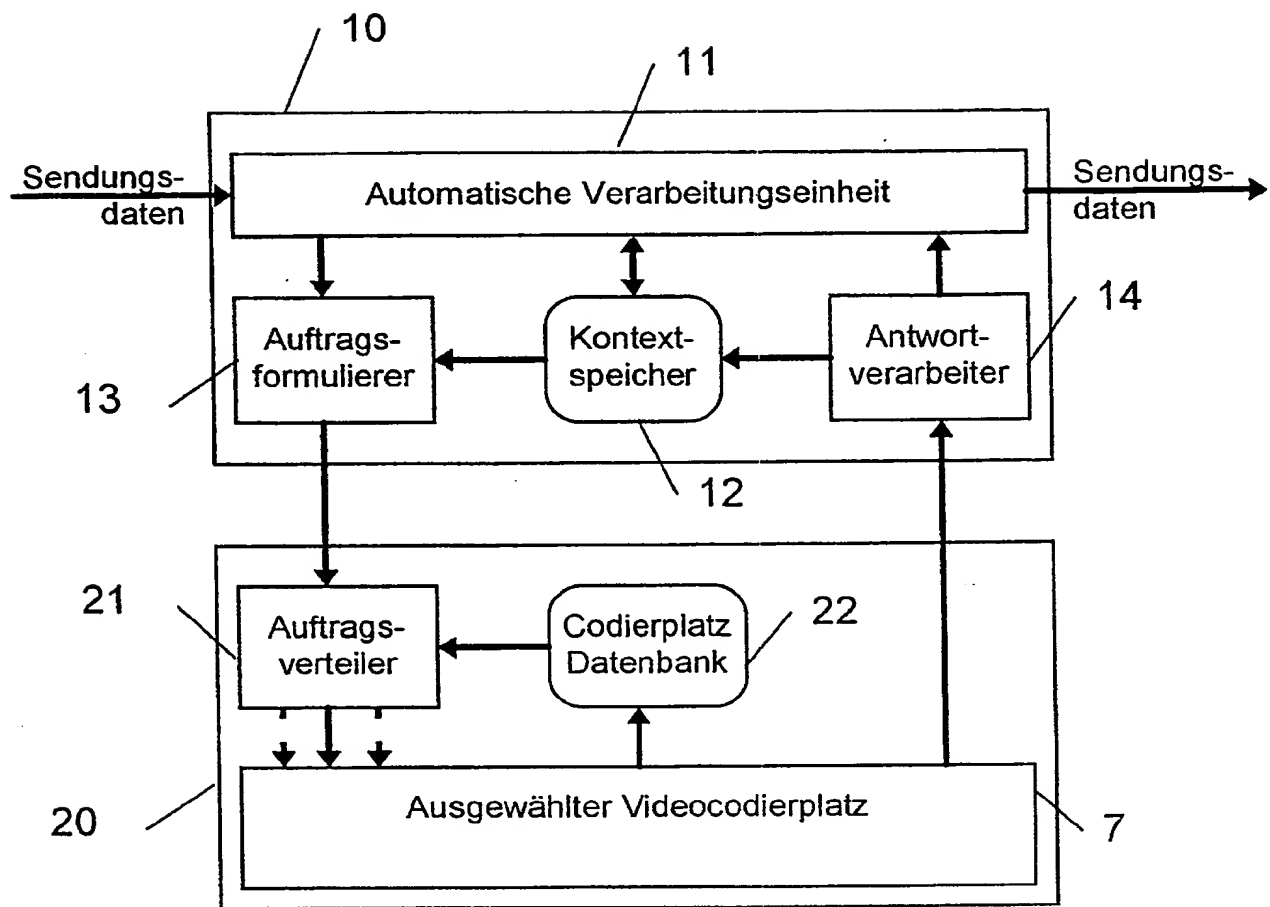 10
11
Sendungs-
daten
Automatische Verarbeitungseinheit
Sendungs-
daten
14
Auftrags-
formulierer
Kontext-
speicher
Antwort-
verarbeiter
13
12
21
Auftrags-
verteiler
Codierplatz
Datenbank
22
20
Ausgewählter Videocodierplatz
7